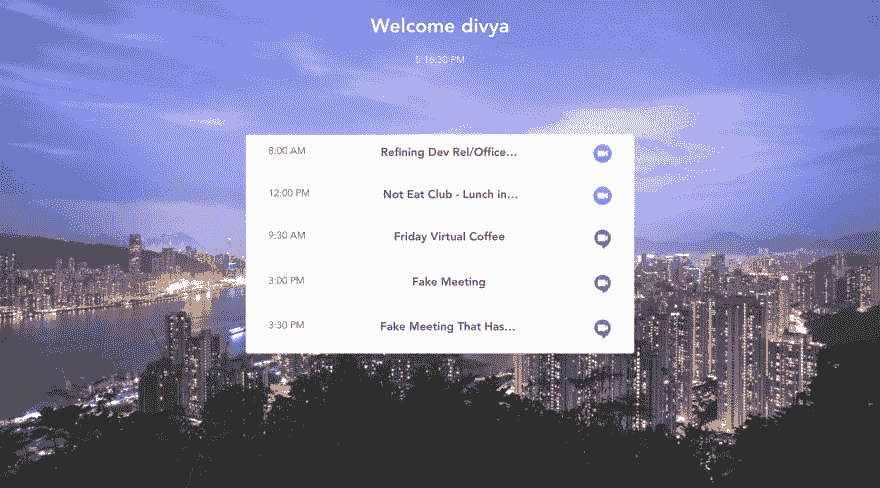 Welcome divya
5:16:30 PM
8:00 AM Refining Dev Rel/Office...
12:00 PM Not Eat Club - Lunch in...
9:30 AM Friday Virtual Coffee
3:00 PM Fake Meeting
3:30 PM Fake Meeting That Has...